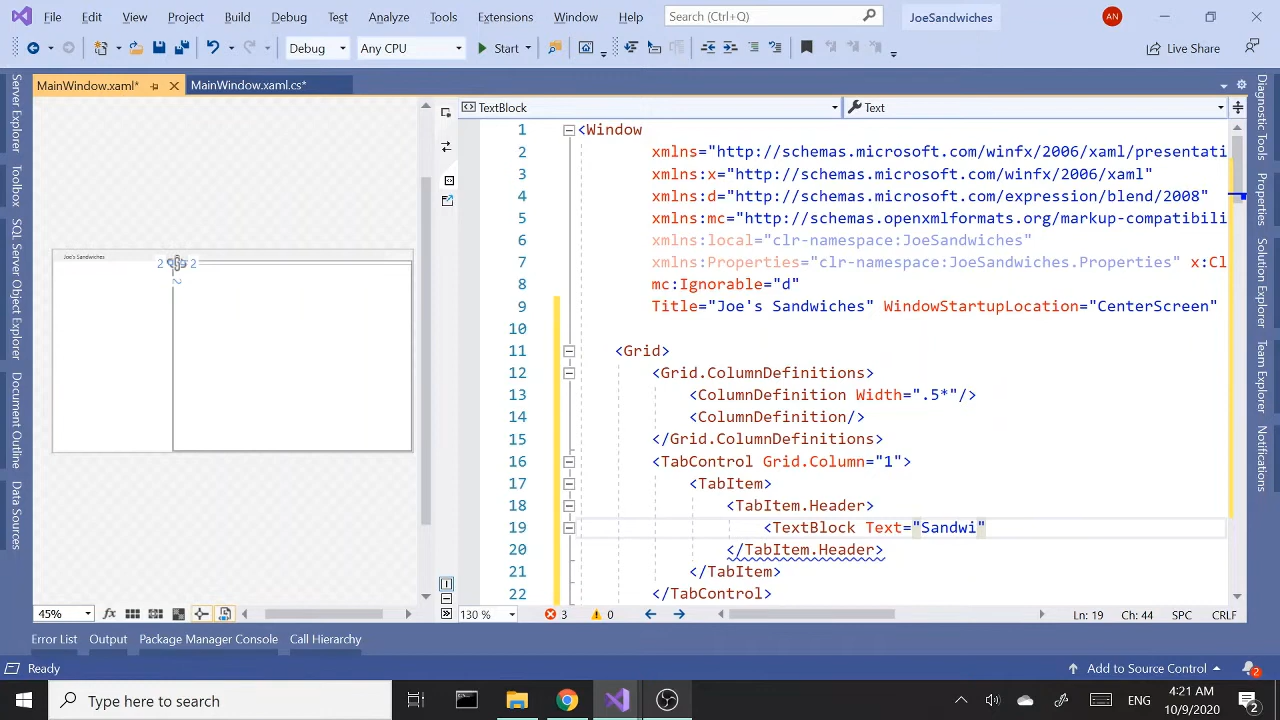 File Edit View Git Project Build Debug Test Analyze Tools Extensions Window Help Search (Ctrl+Q) JoeSandwiches AN
Debug Any CPU Start Live Share
MainWindow.xaml* MainWindow.xaml.cs*
TextBlock Text
Server Explorer
Toolbox
SQL Server Object Explorer
Document Outline
Data Sources
Joe's Sandwiches
2
2
2
1 <Window
2 xmlns="http://schemas.microsoft.com/winfx/2006/xaml/presentati
3 xmlns:x="http://schemas.microsoft.com/winfx/2006/xaml"
4 xmlns:d="http://schemas.microsoft.com/expression/blend/2008"
5 xmlns:mc="http://schemas.openxmlformats.org/markup-compatibili
6 xmlns:local="clr-namespace:JoeSandwiches"
7 xmlns:Properties="clr-namespace:JoeSandwiches.Properties" x:Cl
8 mc:Ignorable="d"
9 Title="Joe's Sandwiches" WindowStartupLocation="CenterScreen"
10
11 <Grid>
12 <Grid.ColumnDefinitions>
13 <ColumnDefinition Width=".5*"/>
14 <ColumnDefinition/>
15 </Grid.ColumnDefinitions>
16 <TabControl Grid.Column="1">
17 <TabItem>
18 <TabItem.Header>
19 <TextBlock Text="Sandwi"
20 </TabItem.Header>
21 </TabItem>
22 </TabControl>
Diagnostic Tools
Properties
Solution Explorer
Team Explorer
Notifications
45% fx 130 % 3 0 Ln: 19 Ch: 44 SPC CRLF
Error List Output Package Manager Console Call Hierarchy
Ready Add to Source Control 2
Type here to search ENG :21 AM
10/9/2020 2